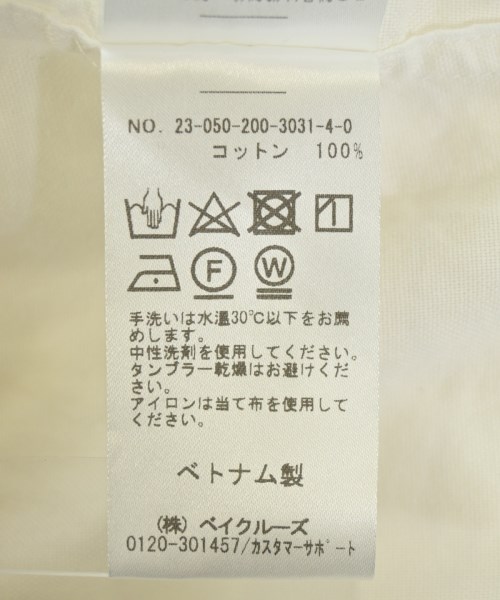 NO. 23-050-200-3031-4-0
コットン 100%
F
W
手洗いは水温30℃以下をお薦
めします。
中性洗剤を使用してください。
タンブラー乾燥はお避けくだ
さい。
アイロンは当て布を使用して
ください。
ベトナム製
(株) ベイクルーズ
0120-301457/カスタマーサポート